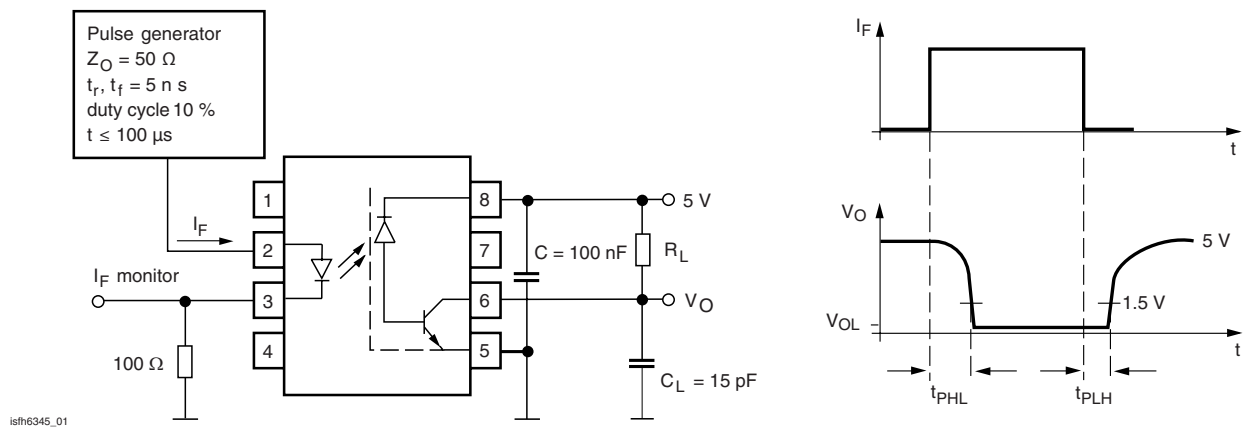 Pulse generator
Z_O = 50 Ω
t_r, t_f = 5 n s
duty cycle 10 %
t ≤ 100 μs
I_F
1
2
3
4
8
7
6
5
I_F monitor
100 Ω
5 V
C = 100 nF
R_L
V_O
C_L = 15 pF
isfh6345_01
I_F
t
V_O
5 V
1.5 V
V_OL
t
t_PHL
t_PLH